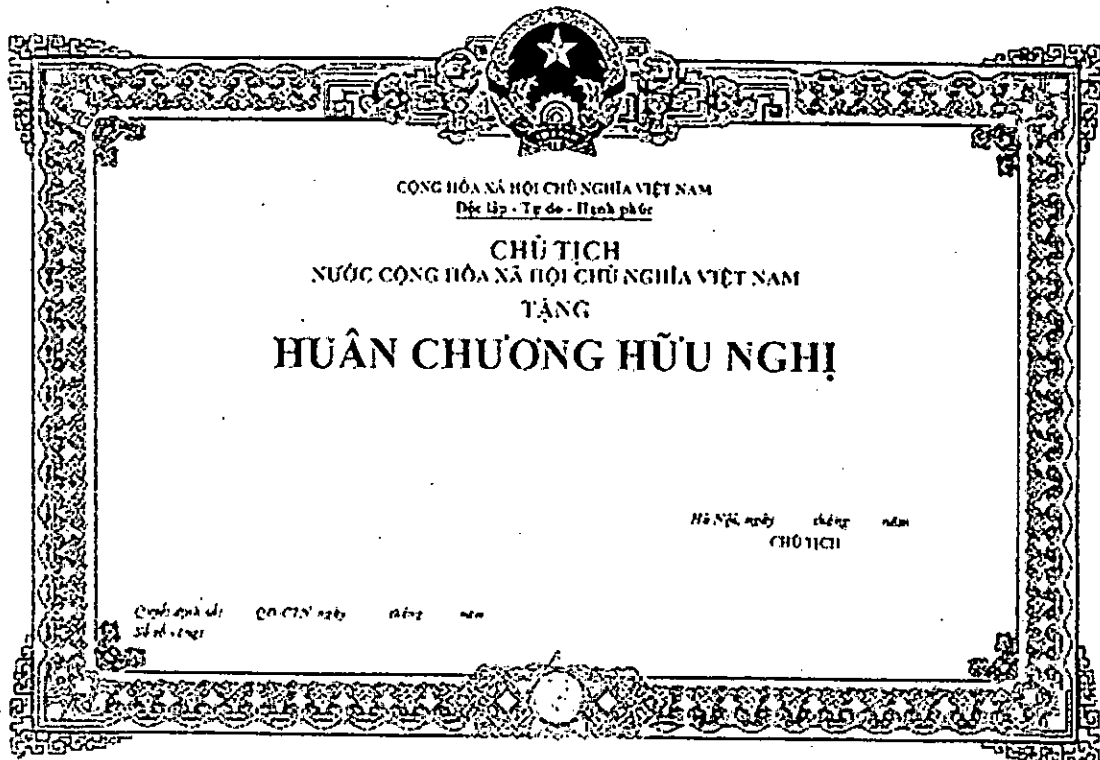 CỘNG HÒA XÃ HỘI CHỦ NGHĨA VIỆT NAM
Độc lập - Tự do - Hạnh phúc
CHỦ TỊCH
NƯỚC CỘNG HÒA XÃ HỘI CHỦ NGHĨA VIỆT NAM
TẶNG
HUÂN CHƯƠNG HỮU NGHỊ
Hà Nội, ngày tháng năm
CHỦ TỊCH
Quyết định số: QĐ-CTN ngày tháng năm
Số sổ vàng: